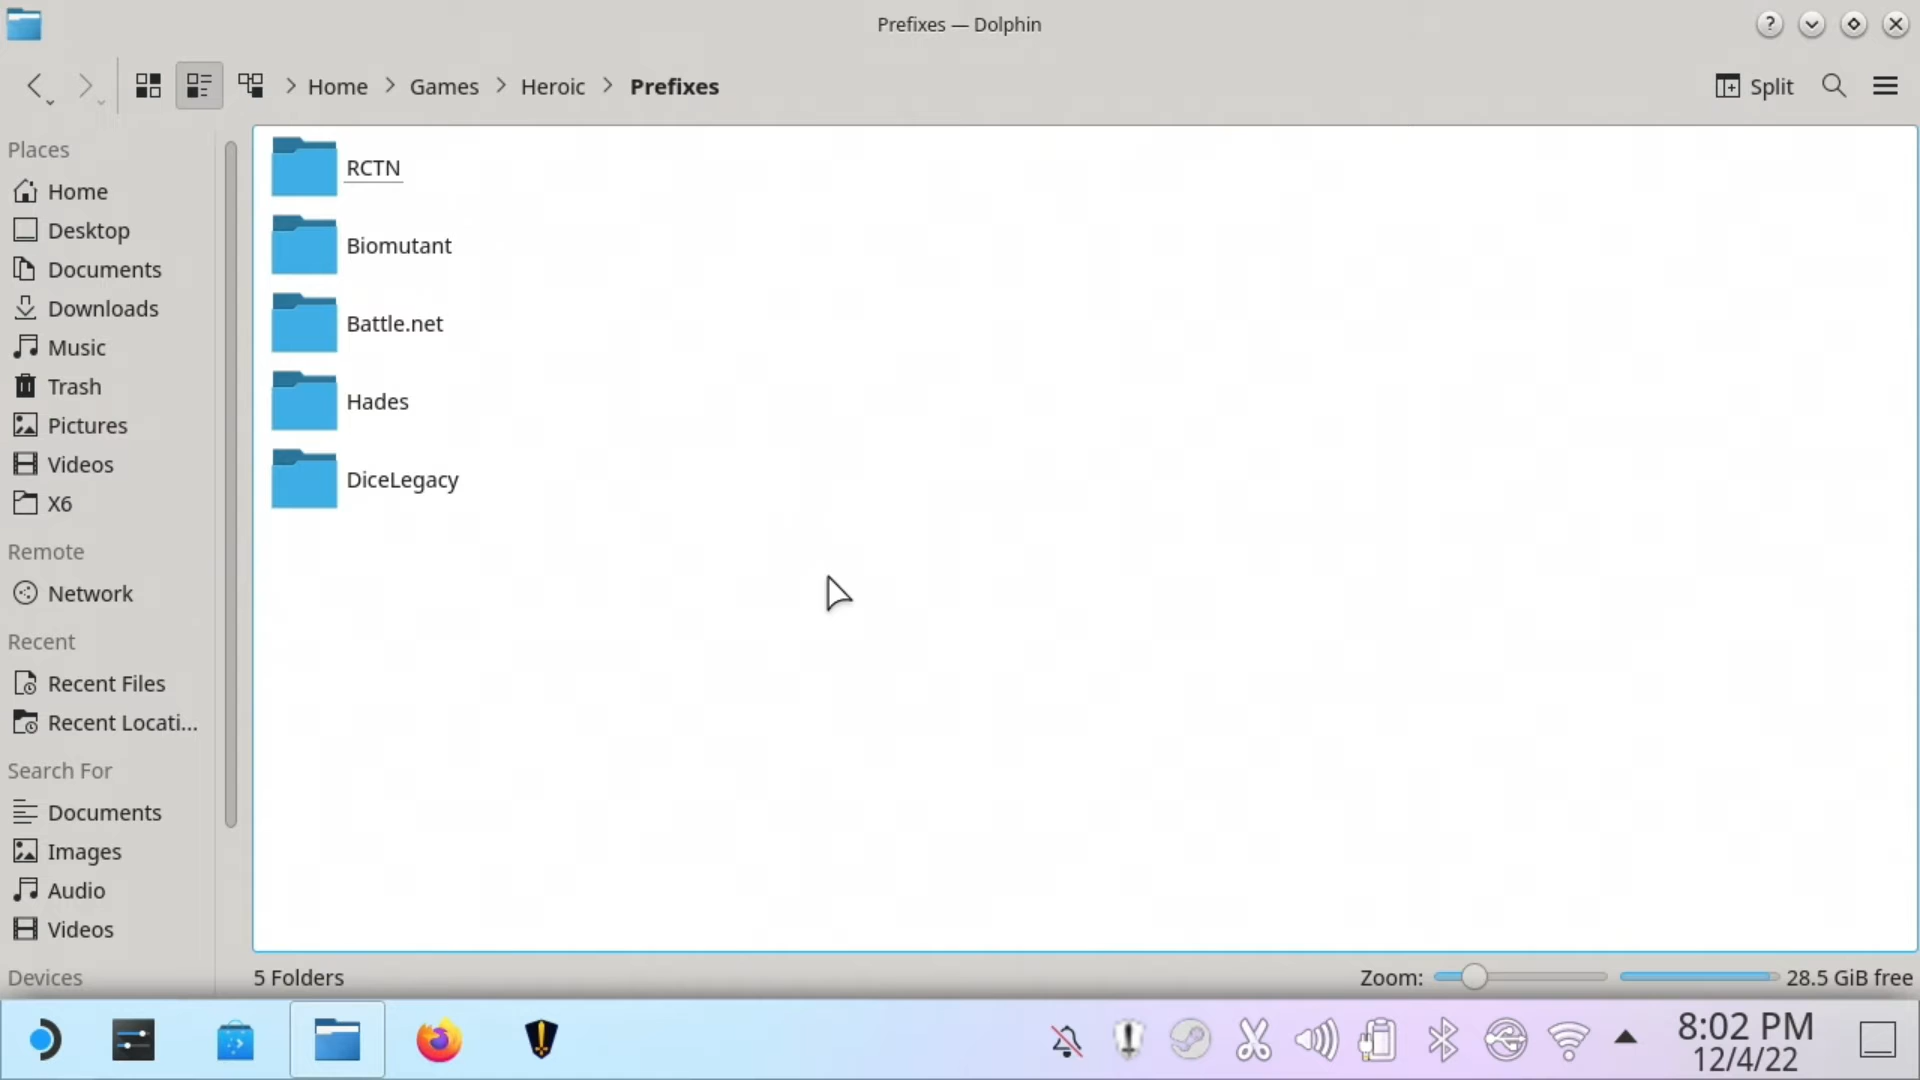 Prefixes — Dolphin
Home Games Heroic Prefixes
Split
Places
Home
Desktop
Documents
Downloads
Music
Trash
Pictures
Videos
X6
Remote
Network
Recent
Recent Files
Recent Locati...
Search For
Documents
Images
Audio
Videos
Devices
RCTN
Biomutant
Battle.net
Hades
DiceLegacy
5 Folders
Zoom:
28.5 GiB free
8:02 PM
12/4/22